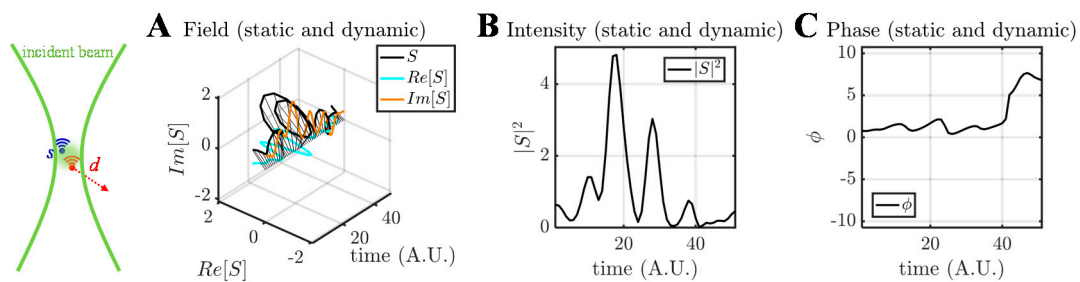 incident beam
s
d
A Field (static and dynamic)
S
Re[S]
Im[S]
2
0
-2
Im[S]
2
0
-2
Re[S]
20
40
time (A.U.)
B Intensity (static and dynamic)
|S|²
4
2
0
|S|²
20
40
time (A.U.)
C Phase (static and dynamic)
10
5
0
-5
-10
ϕ
ϕ
20
40
time (A.U.)